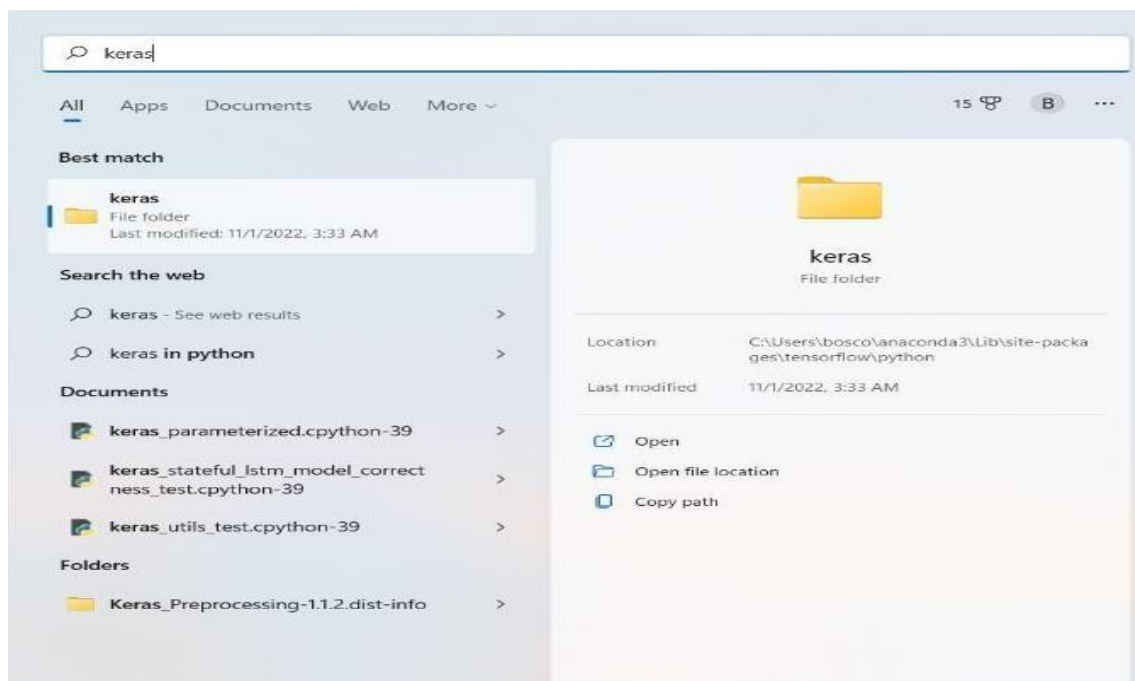 keras
All Apps Documents Web More
15 B ...
Best match
keras
File folder
Last modified: 11/1/2022, 3:33 AM
Search the web
keras - See web results
keras in python
Documents
keras_parameterized.cpython-39
keras_stateful_lstm_model_correct
ness_test.cpython-39
keras_utils_test.cpython-39
Folders
Keras_Preprocessing-1.1.2.dist-info
keras
File folder
Location C:\Users\bosco\anaconda3\Lib\site-packa
ges\tensorflow\python
Last modified 11/1/2022, 3:33 AM
Open
Open file location
Copy path